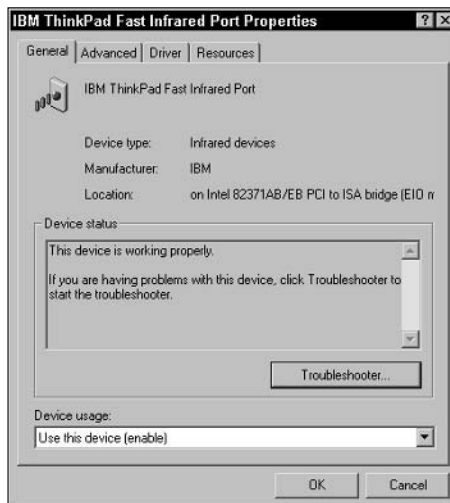 IBM ThinkPad Fast Infrared Port Properties
General Advanced Driver Resources
IBM ThinkPad Fast Infrared Port
Device type: Infrared devices
Manufacturer: IBM
Location: on Intel 82371AB/EB PCI to ISA bridge (EIO m
Device status
This device is working properly.
If you are having problems with this device, click Troubleshooter to
start the troubleshooter.
Troubleshooter...
Device usage:
Use this device (enable)
OK Cancel